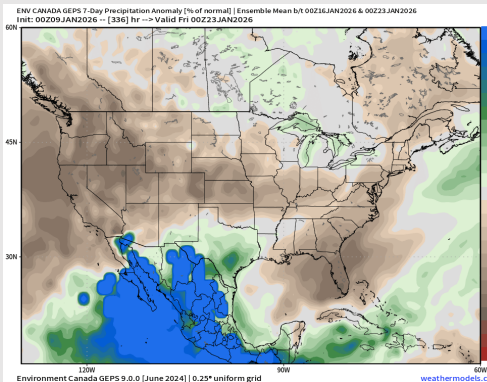 ENV CANADA GEPS 7-Day Precipitation Anomaly [% of normal] | Ensemble Mean b/t 00Z16JAN2026 & 00Z23JAN2026
Init: 00Z09JAN2026 -- [336] hr --> Valid Fri 00Z23JAN2026
60N
45N
30N
120W
90W
60W
Environment Canada GEPS 9.0.0 [June 2024] | 0.25° uniform grid
weathermodels.c